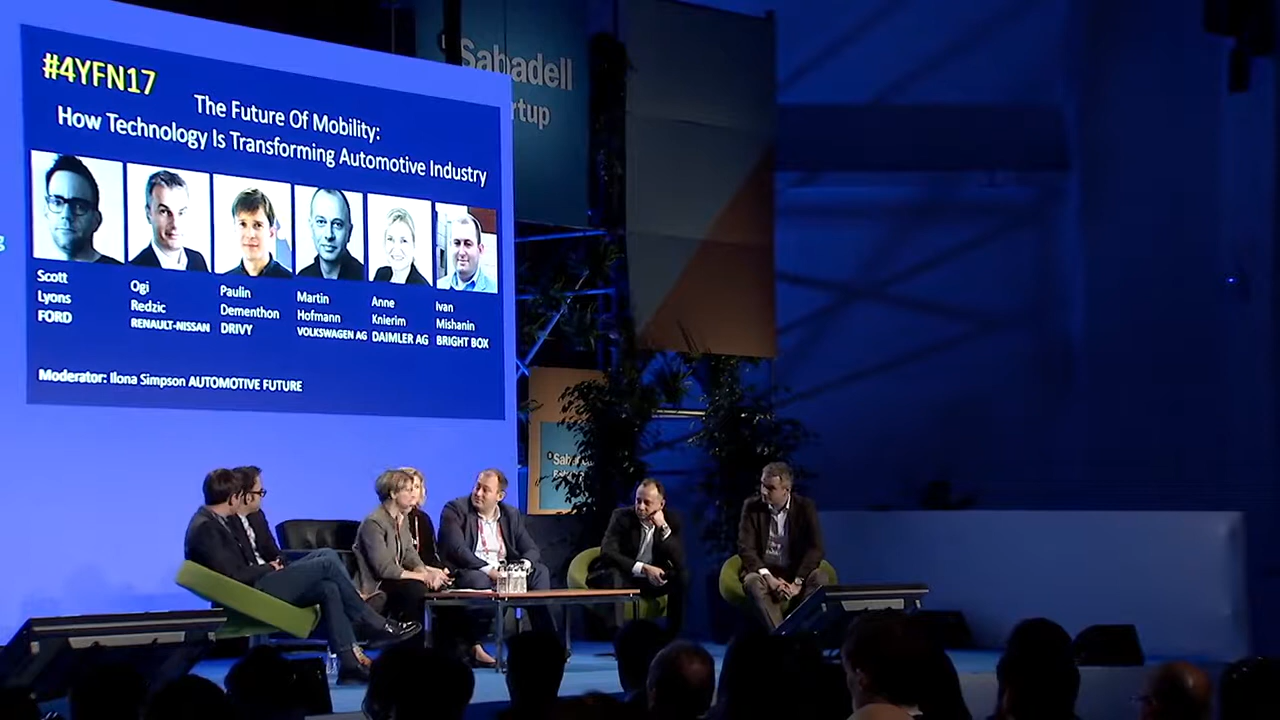 #4YFN17
The Future Of Mobility:
How Technology Is Transforming Automotive Industry
Scott
Lyons
FORD
Ogi
Redzic
RENAULT-NISSAN
Paulin
Dementhon
DRIVY
Martin
Hofmann
VOLKSWAGEN AG
Anne
Knierim
DAIMLER AG
Ivan
Mishanin
BRIGHT BOX
Moderator: Ilona Simpson AUTOMOTIVE FUTURE
Sabadell